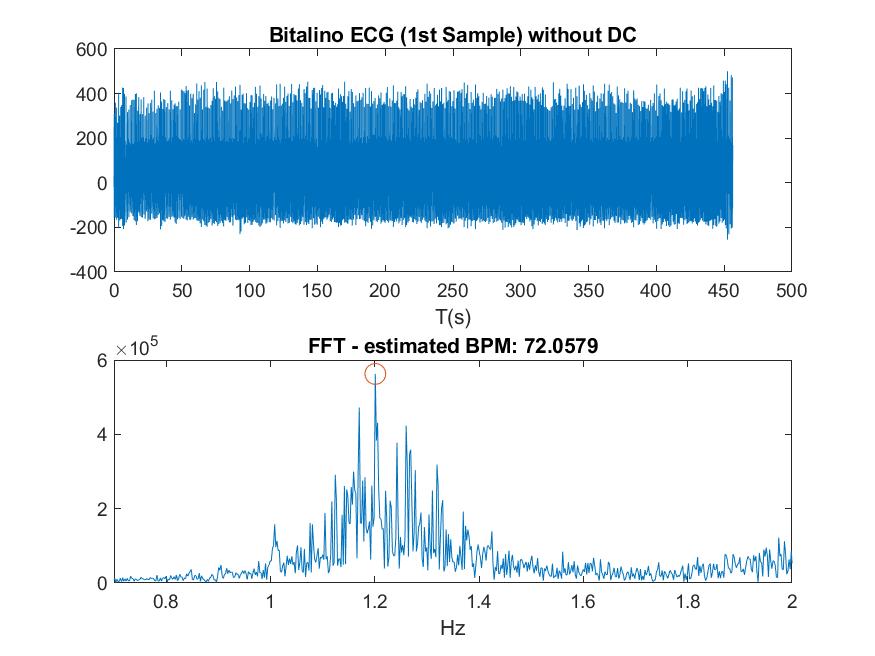 Bitalino ECG (1st Sample) without DC
600
400
200
0
-200
-400
0 50 100 150 200 250 300 350 400 450 500
T(s)
FFT - estimated BPM: 72.0579
×10⁵
6
4
2
0
0.8 1 1.2 1.4 1.6 1.8 2
Hz